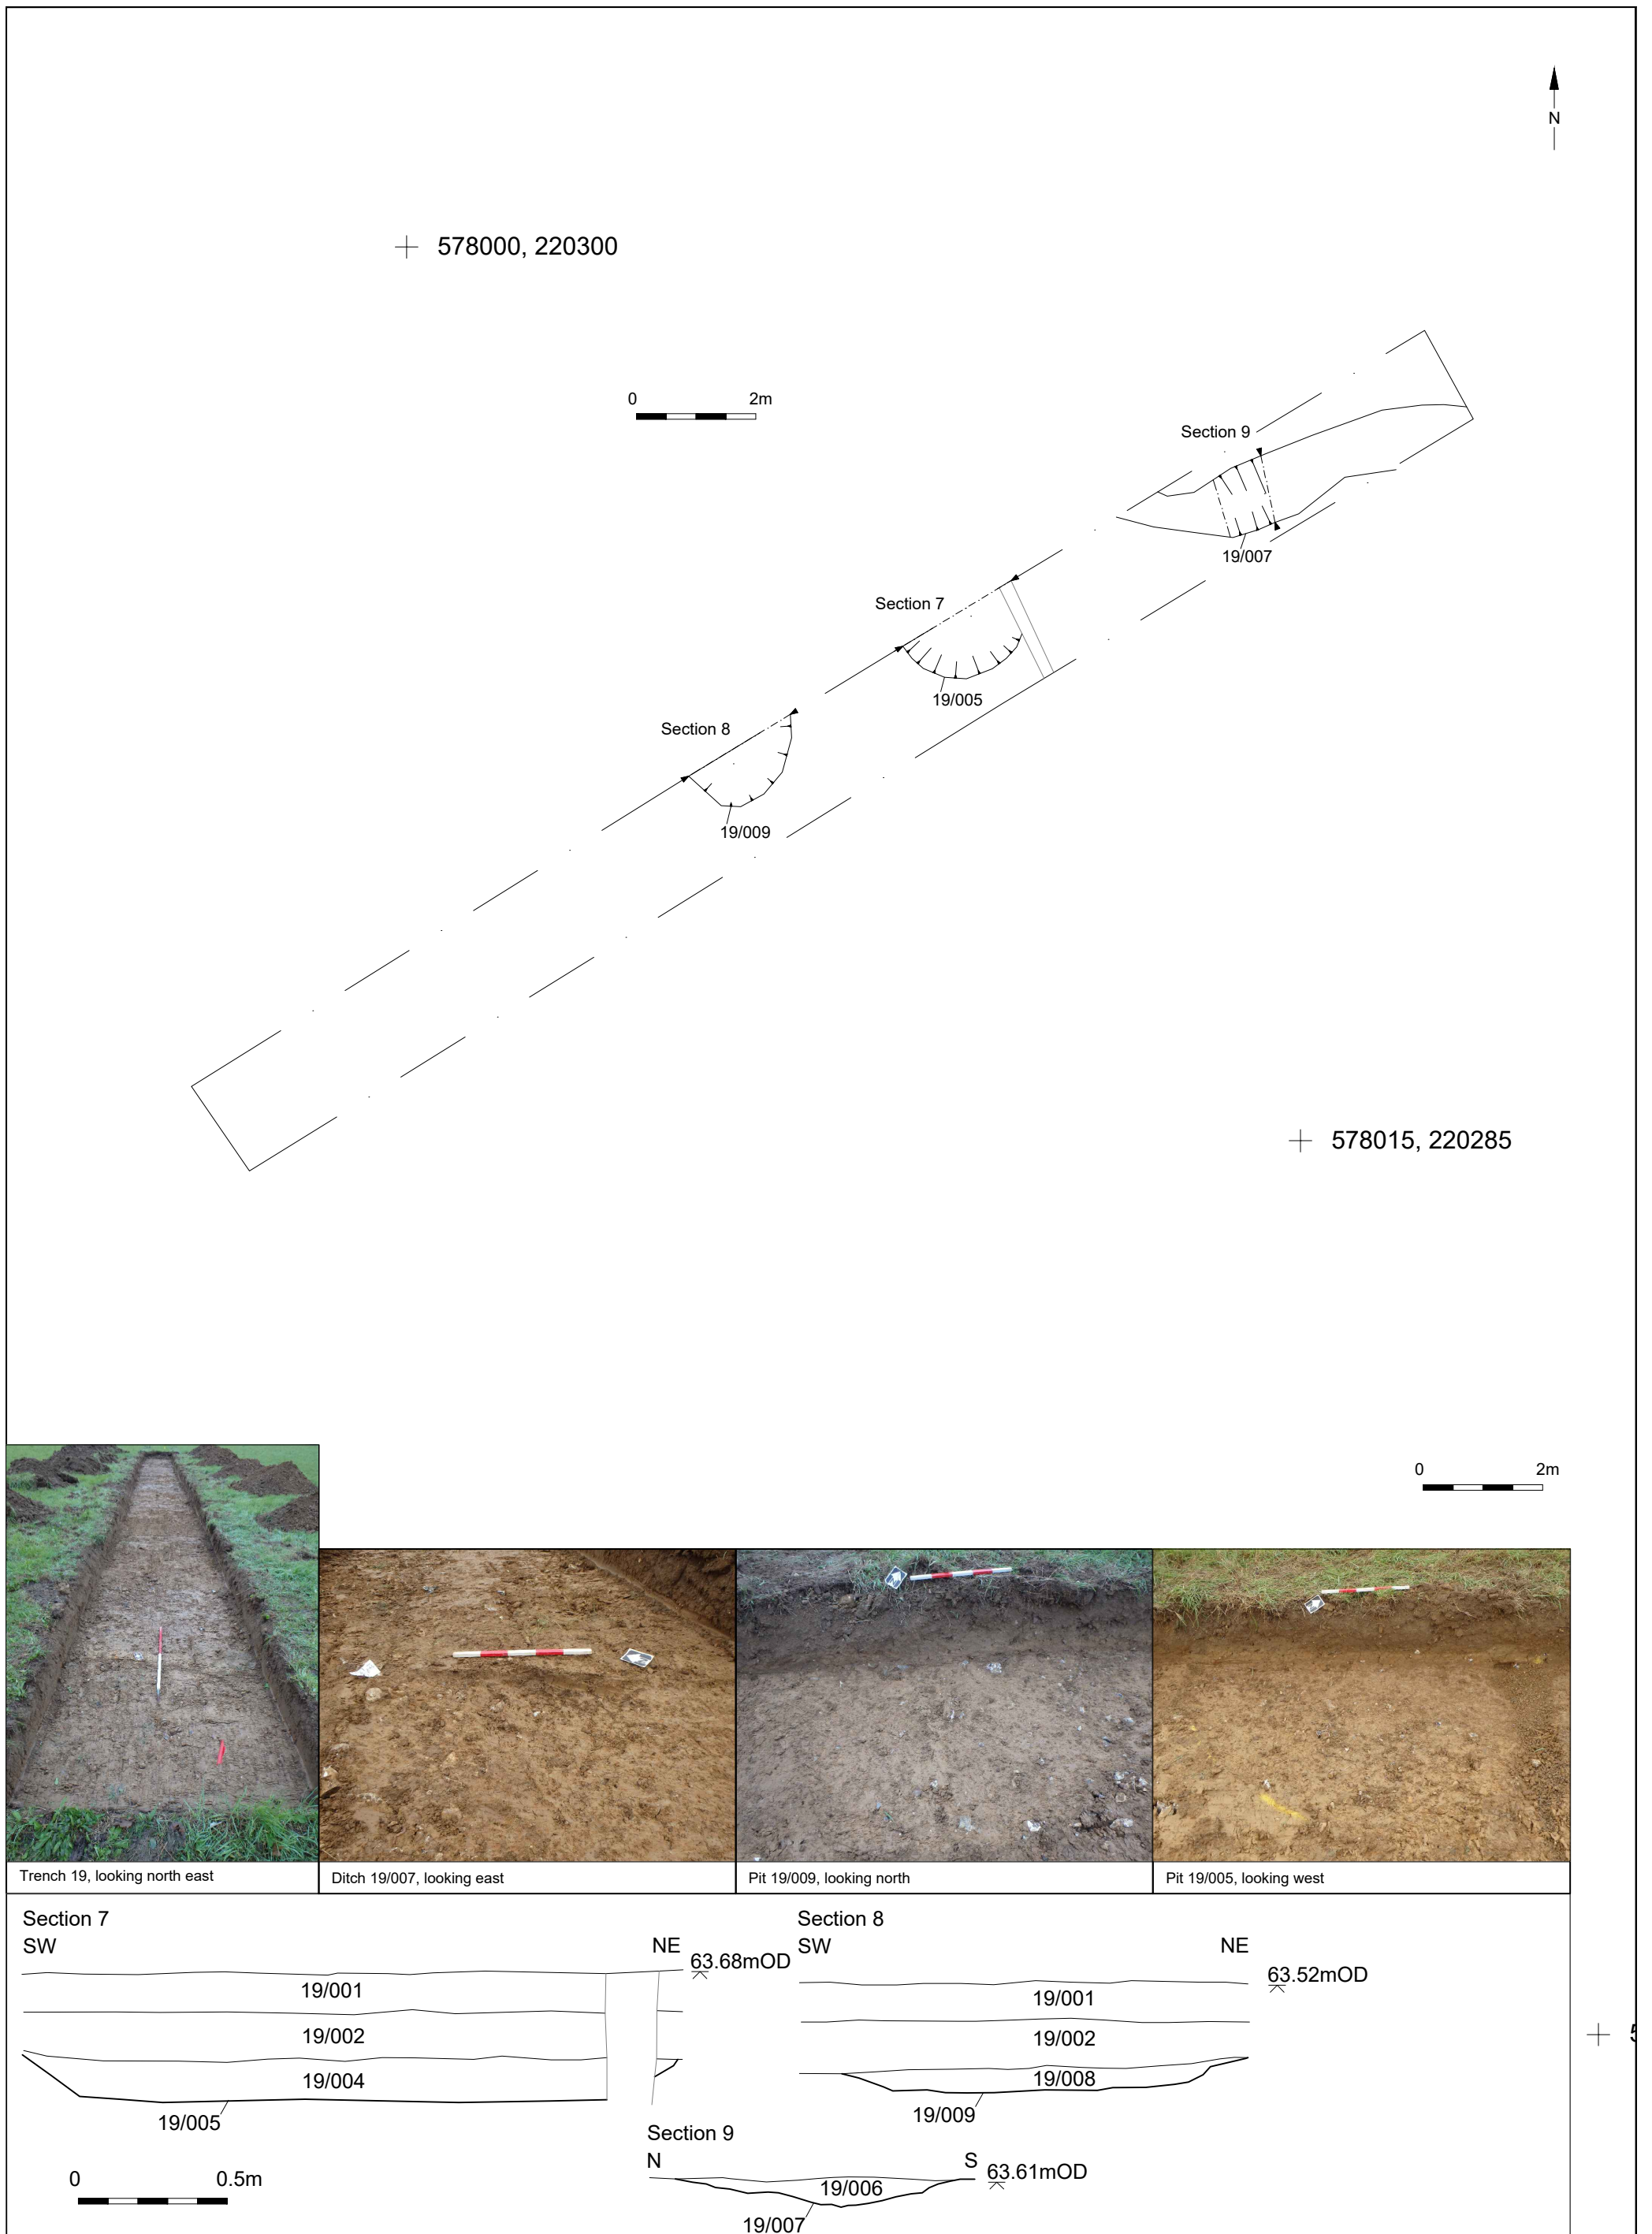 N
578000, 220300
0 2m
Section 9
19/007
Section 7
19/005
Section 8
19/009
578015, 220285
0 2m
Trench 19, looking north east
Ditch 19/007, looking east
Pit 19/009, looking north
Pit 19/005, looking west
Section 7
SW NE
63.68mOD
19/001
19/002
19/004
19/005
0 0.5m
Section 8
SW NE
63.52mOD
19/001
19/002
19/008
19/009
Section 9
N S
63.61mOD
19/006
19/007